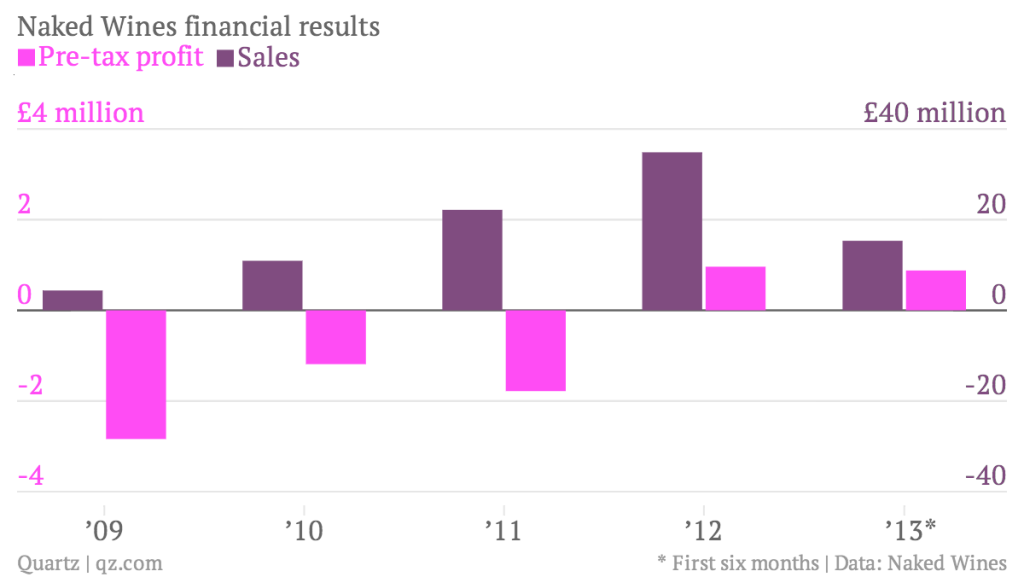 Naked Wines financial results
Pre-tax profit Sales
£4 million £40 million
2 20
0 0
-2 -20
-4 -40
’09 ’10 ’11 ’12 ’13*
Quartz | qz.com * First six months | Data: Naked Wines